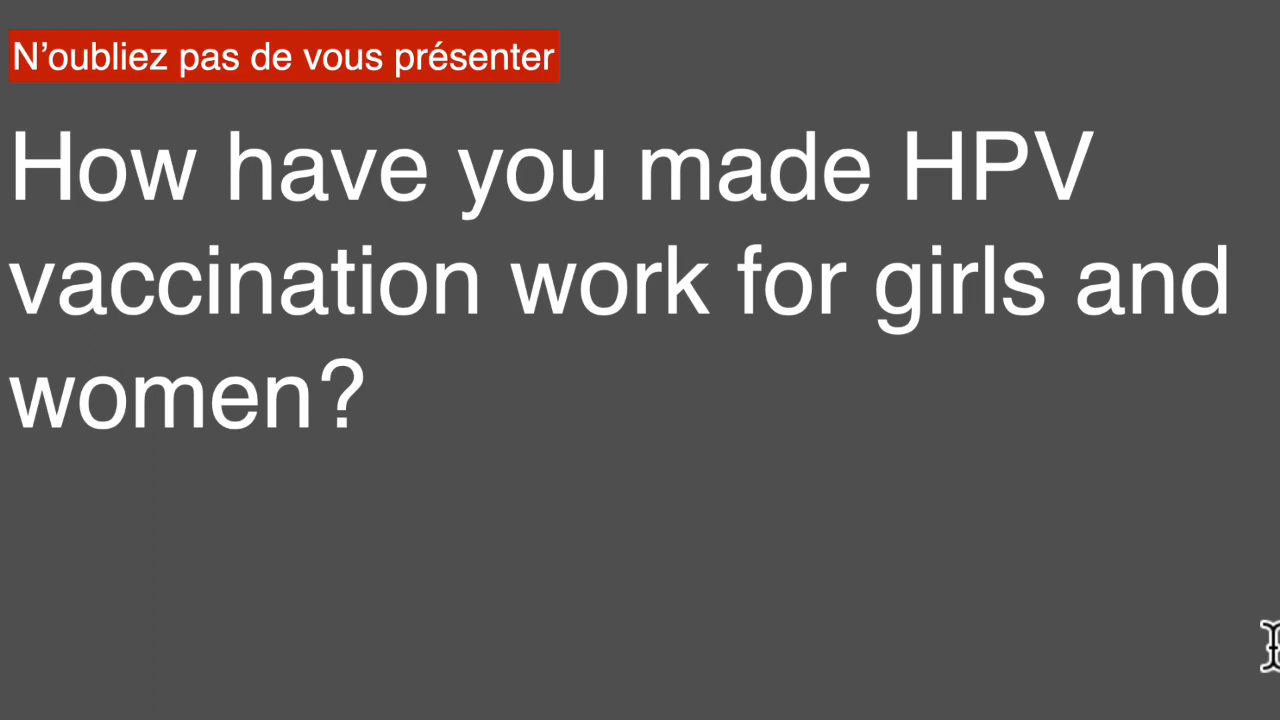 N’oubliez pas de vous présenter
How have you made HPV
vaccination work for girls and
women?